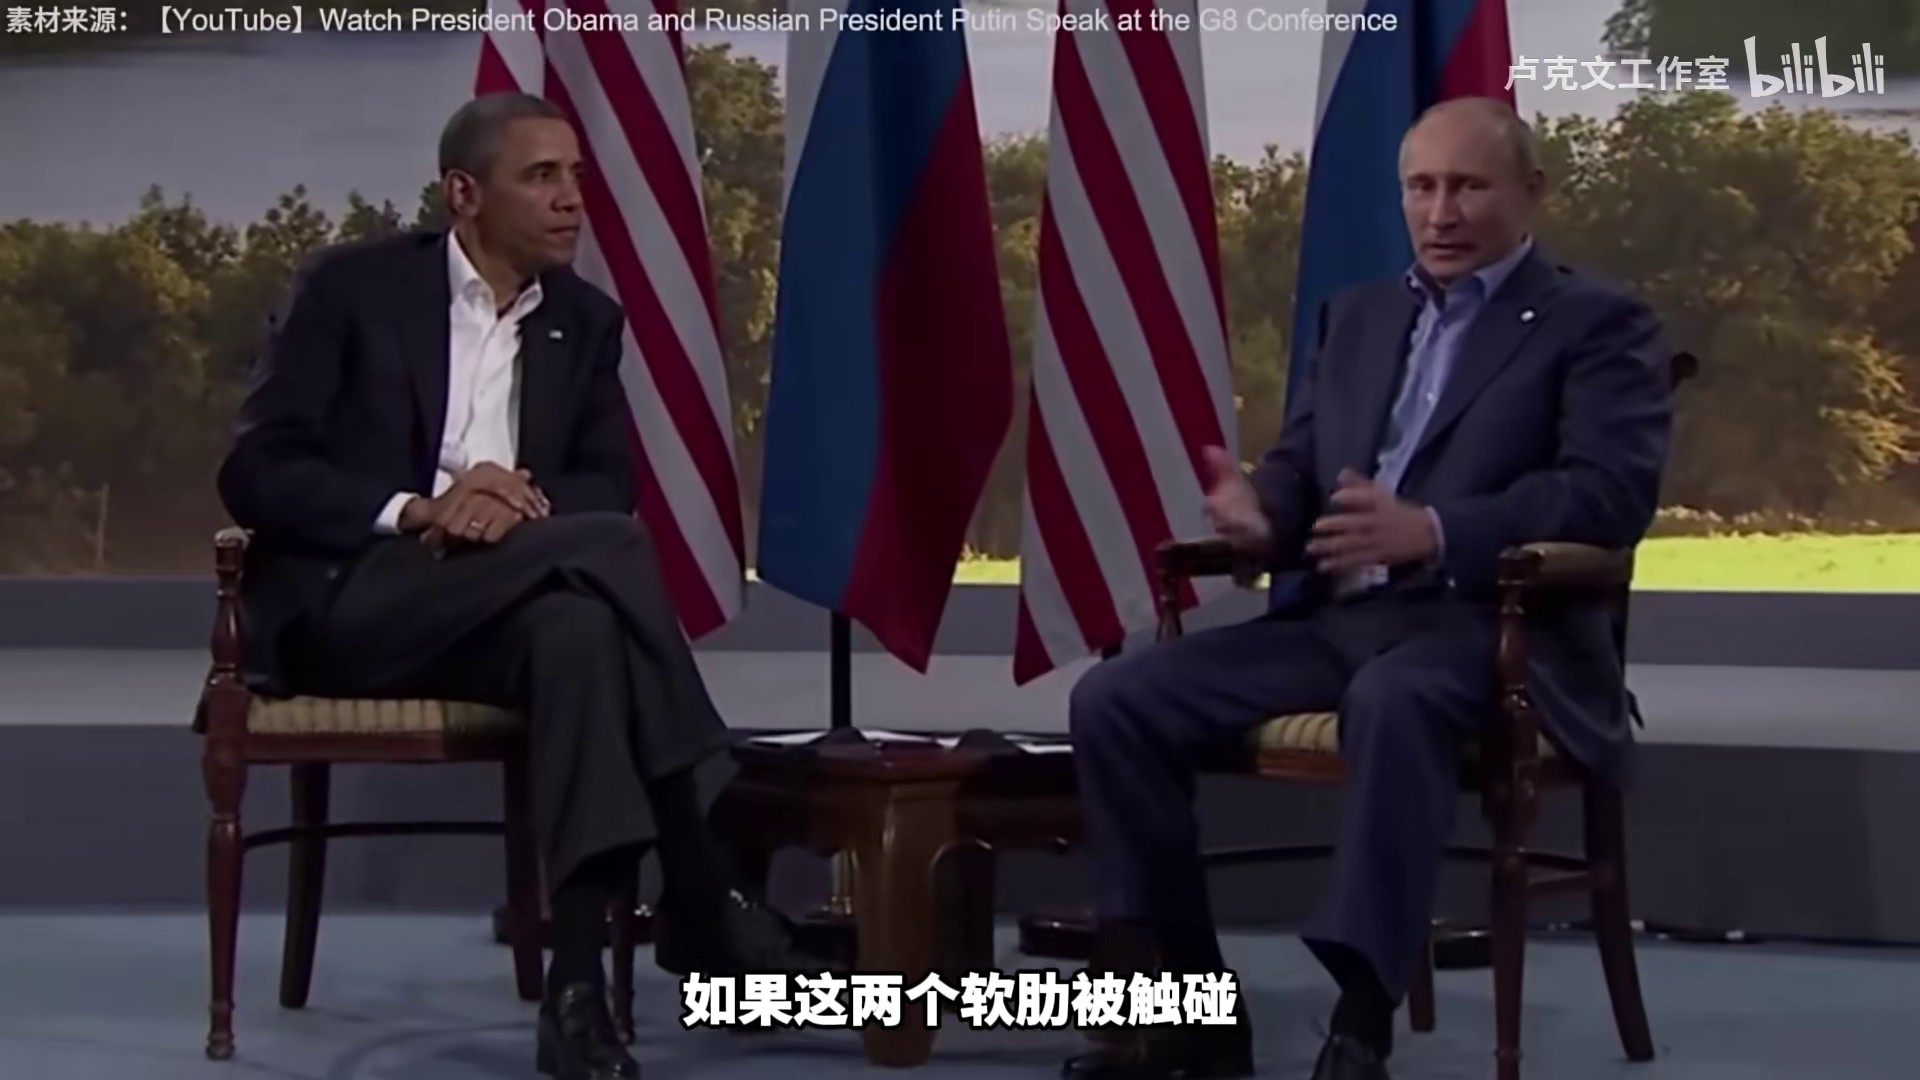 素材来源：【YouTube】Watch President Obama and Russian President Putin Speak at the G8 Conference
卢克文工作室 bilibili
如果这两个软肋被触碰